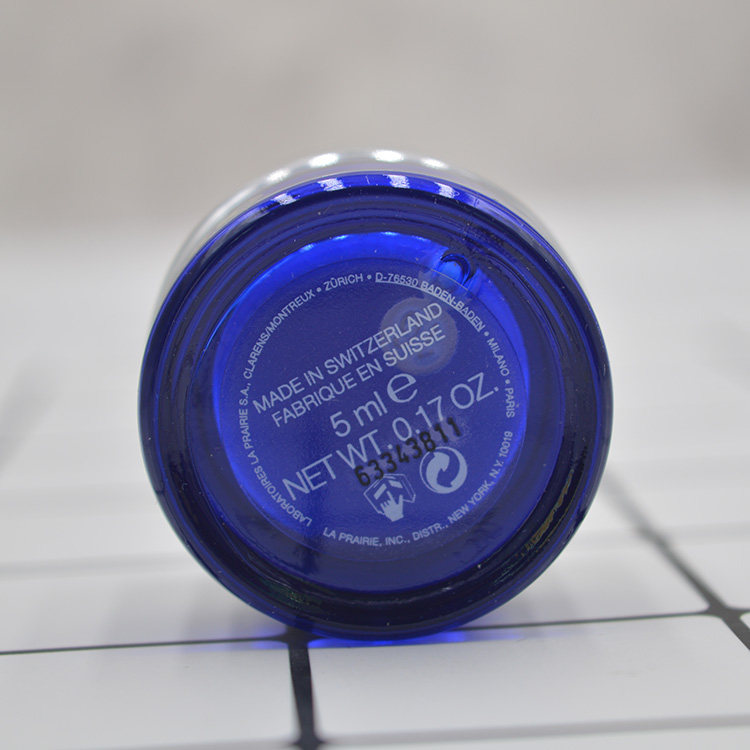 LABORATOIRES LA PRAIRIE S.A., CLARENS/MONTREUX • ZÜRICH • D-76530 BADEN-BADEN • MILANO • PARIS
MADE IN SWITZERLAND
FABRIQUE EN SUISSE
5 ml e
NET WT. 0.17 OZ.
63343811
LA PRAIRIE, INC., DISTR., NEW YORK, N.Y. 10019